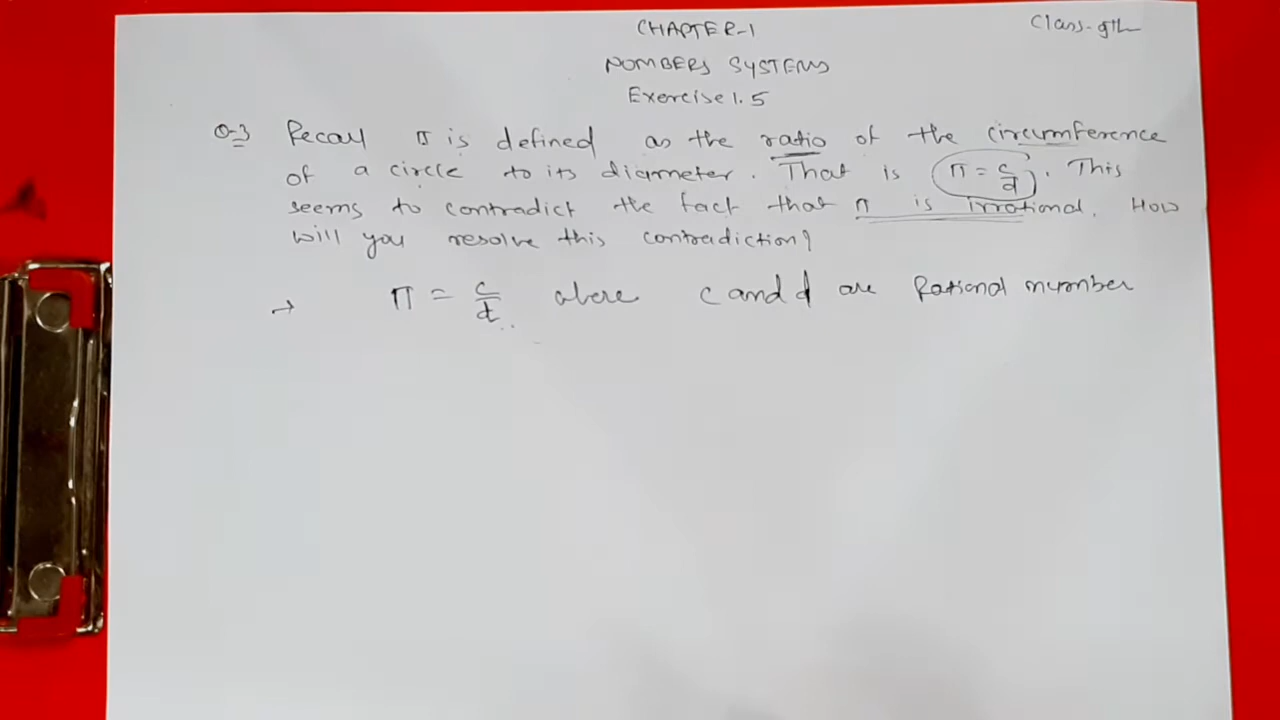 CHAPTER-1
Class-9th
NUMBERS SYSTEMS
Exercise 1.5
Q-3 Recall π is defined as the ratio of the circumference
of a circle to its diameter. That is π = c/d. This
seems to contradict the fact that π is irrational. How
will you resolve this contradiction?
→ π = c/d where c and d are Rational number